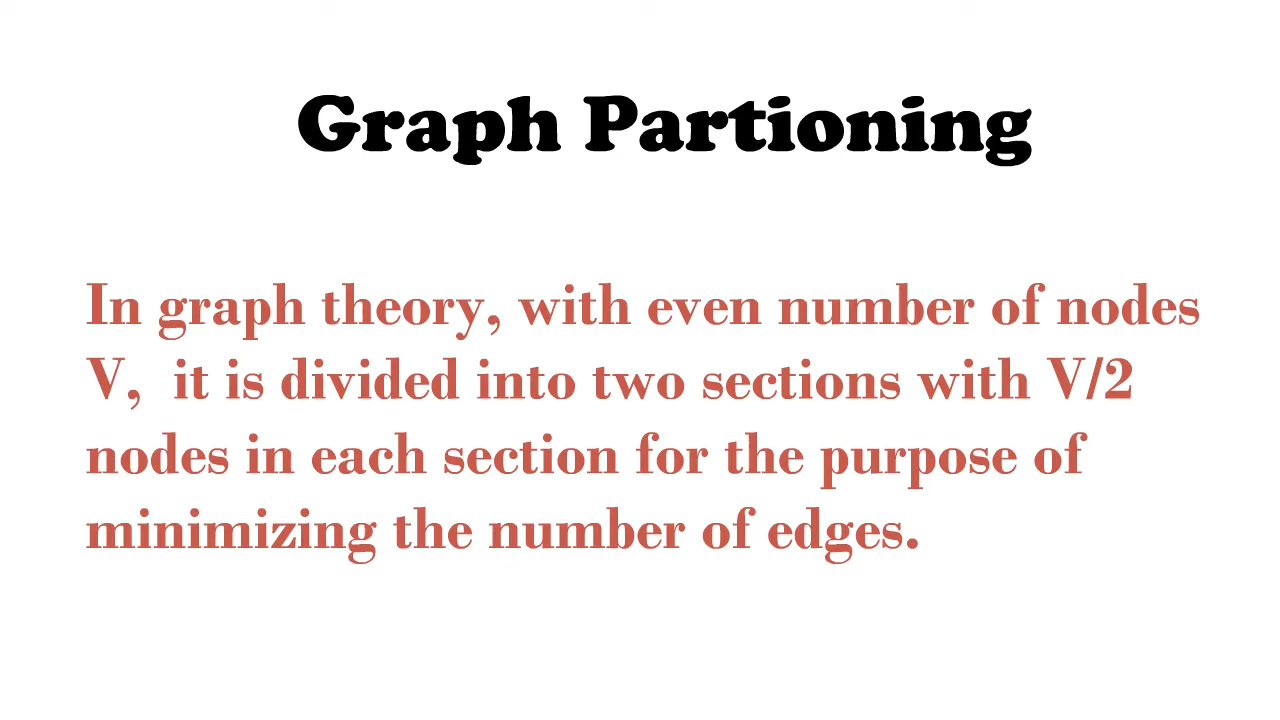 Graph Partioning
In graph theory, with even number of nodes
V,  it is divided into two sections with V/2
nodes in each section for the purpose of
minimizing the number of edges.